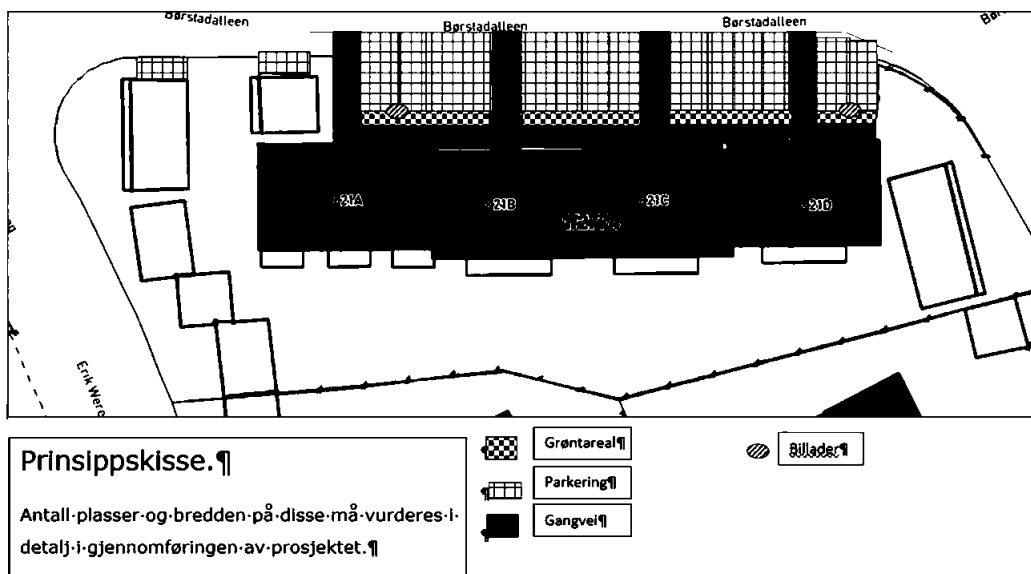 Børstadalleen
Børstadalleen
Børstadalleen
21A
21B
21C
21D
Erik Were
Prinsippskisse.¶
Antall·plasser·og·bredden·på·disse·må·vurderes·i·
detalj·i·gjennomføringen·av·prosjektet.¶
Grøntareal¶
Parkering¶
Gangvei¶
Billader¶